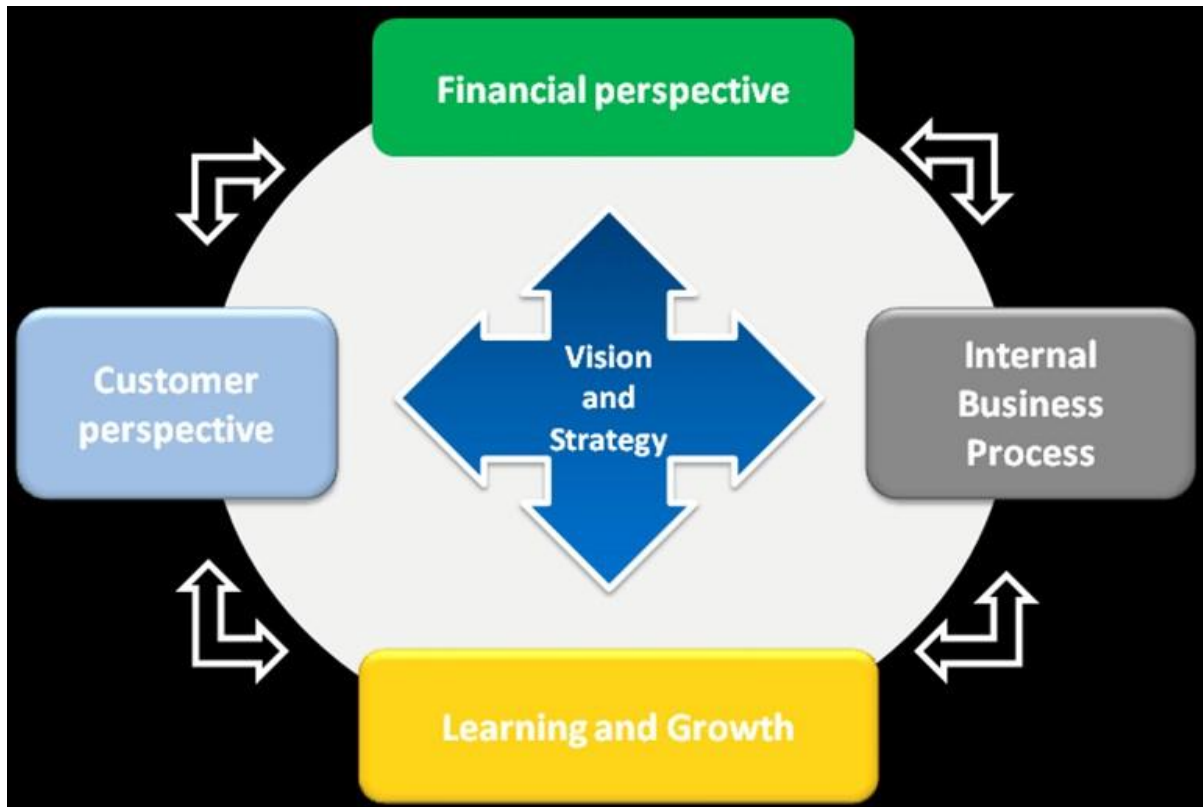 Financial perspective
Customer
perspective
Vision
and
Strategy
Internal
Business
Process
Learning and Growth